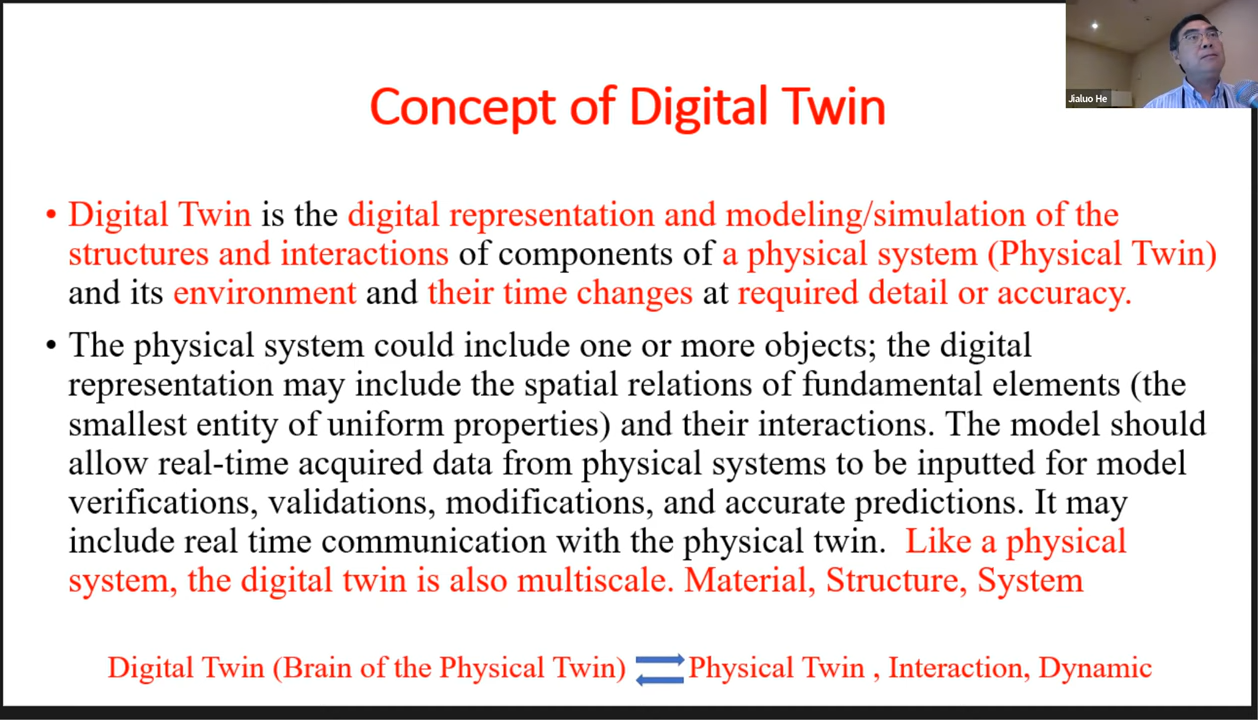 Jialuo He
Concept of Digital Twin
• Digital Twin is the digital representation and modeling/simulation of the
structures and interactions of components of a physical system (Physical Twin)
and its environment and their time changes at required detail or accuracy.
• The physical system could include one or more objects; the digital
representation may include the spatial relations of fundamental elements (the
smallest entity of uniform properties) and their interactions. The model should
allow real-time acquired data from physical systems to be inputted for model
verifications, validations, modifications, and accurate predictions. It may
include real time communication with the physical twin. Like a physical
system, the digital twin is also multiscale. Material, Structure, System
Digital Twin (Brain of the Physical Twin) Physical Twin , Interaction, Dynamic